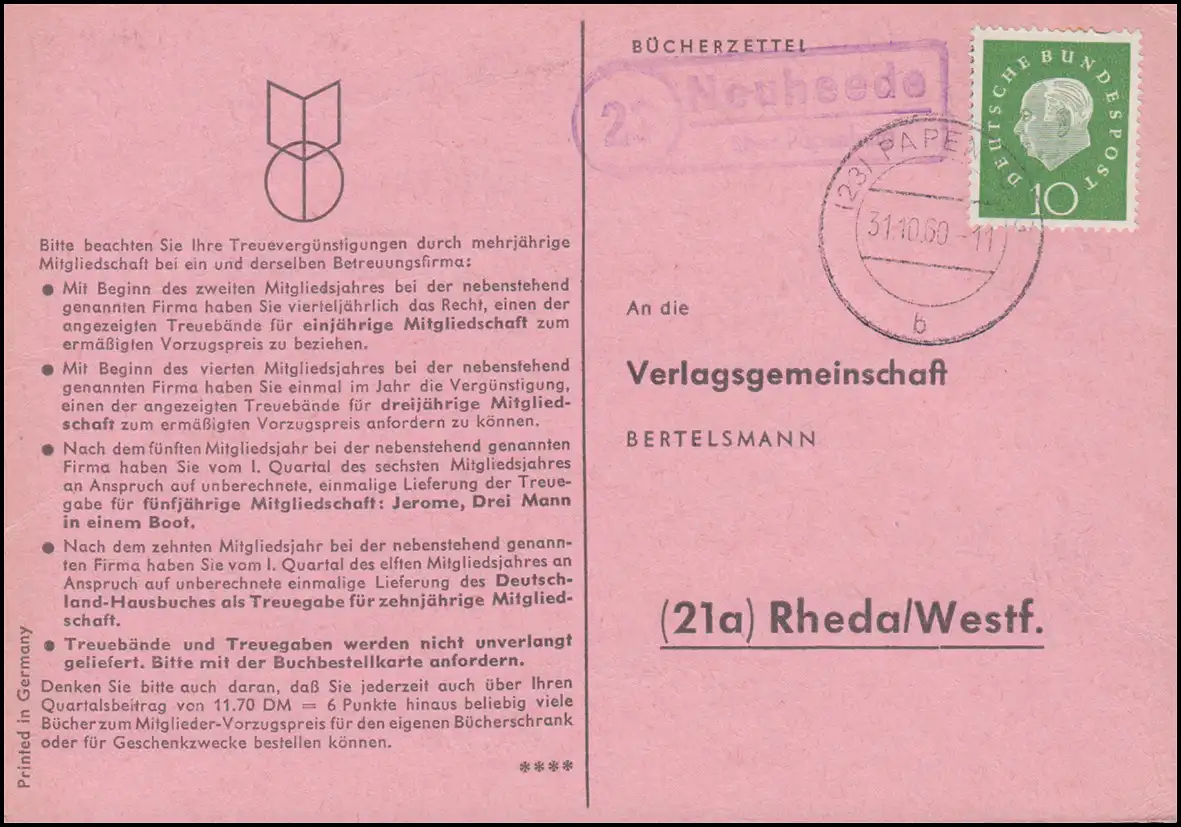 Bitte beachten Sie Ihre Treuevergünstigungen durch mehrjährige
Mitgliedschaft bei ein und derselben Betreuungsfirma:
● Mit Beginn des zweiten Mitgliedsjahres bei der nebenstehend
genannten Firma haben Sie vierteljährlich das Recht, einen der
angezeigten Treuebände für einjährige Mitgliedschaft zum
ermäßigten Vorzugspreis zu beziehen.
● Mit Beginn des vierten Mitgliedsjahres bei der nebenstehend
genannten Firma haben Sie einmal im Jahr die Vergünstigung,
einen der angezeigten Treuebände für dreijährige Mitglied-
schaft zum ermäßigten Vorzugspreis anfordern zu können.
● Nach dem fünften Mitgliedsjahr bei der nebenstehend genannten
Firma haben Sie vom I. Quartal des sechsten Mitgliedsjahres
an Anspruch auf unberechnete, einmalige Lieferung der Treue-
gabe für fünfjährige Mitgliedschaft: Jerome, Drei Mann
in einem Boot.
● Nach dem zehnten Mitgliedsjahr bei der nebenstehend genann-
ten Firma haben Sie vom I. Quartal des elften Mitgliedsjahres an
Anspruch auf unberechnete einmalige Lieferung des Deutsch-
land-Hausbuches als Treuegabe für zehnjährige Mitglied-
schaft.
● Treuebände und Treuegaben werden nicht unverlangt
geliefert. Bitte mit der Buchbestellkarte anfordern.
Denken Sie bitte auch daran, daß Sie jederzeit auch über Ihren
Quartalsbeitrag von 11.70 DM = 6 Punkte hinaus beliebig viele
Bücher zum Mitglieder-Vorzugspreis für den eigenen Bücherschrank
oder für Geschenkzwecke bestellen können.
****
Printed in Germany
BÜCHERZETTEL
Neuheede
über
DEUTSCHE BUNDESPOST
10
(23) PAPEN
31.10.60-11
b
An die
Verlagsgemeinschaft
BERTELSMANN
(21a) Rheda/Westf.